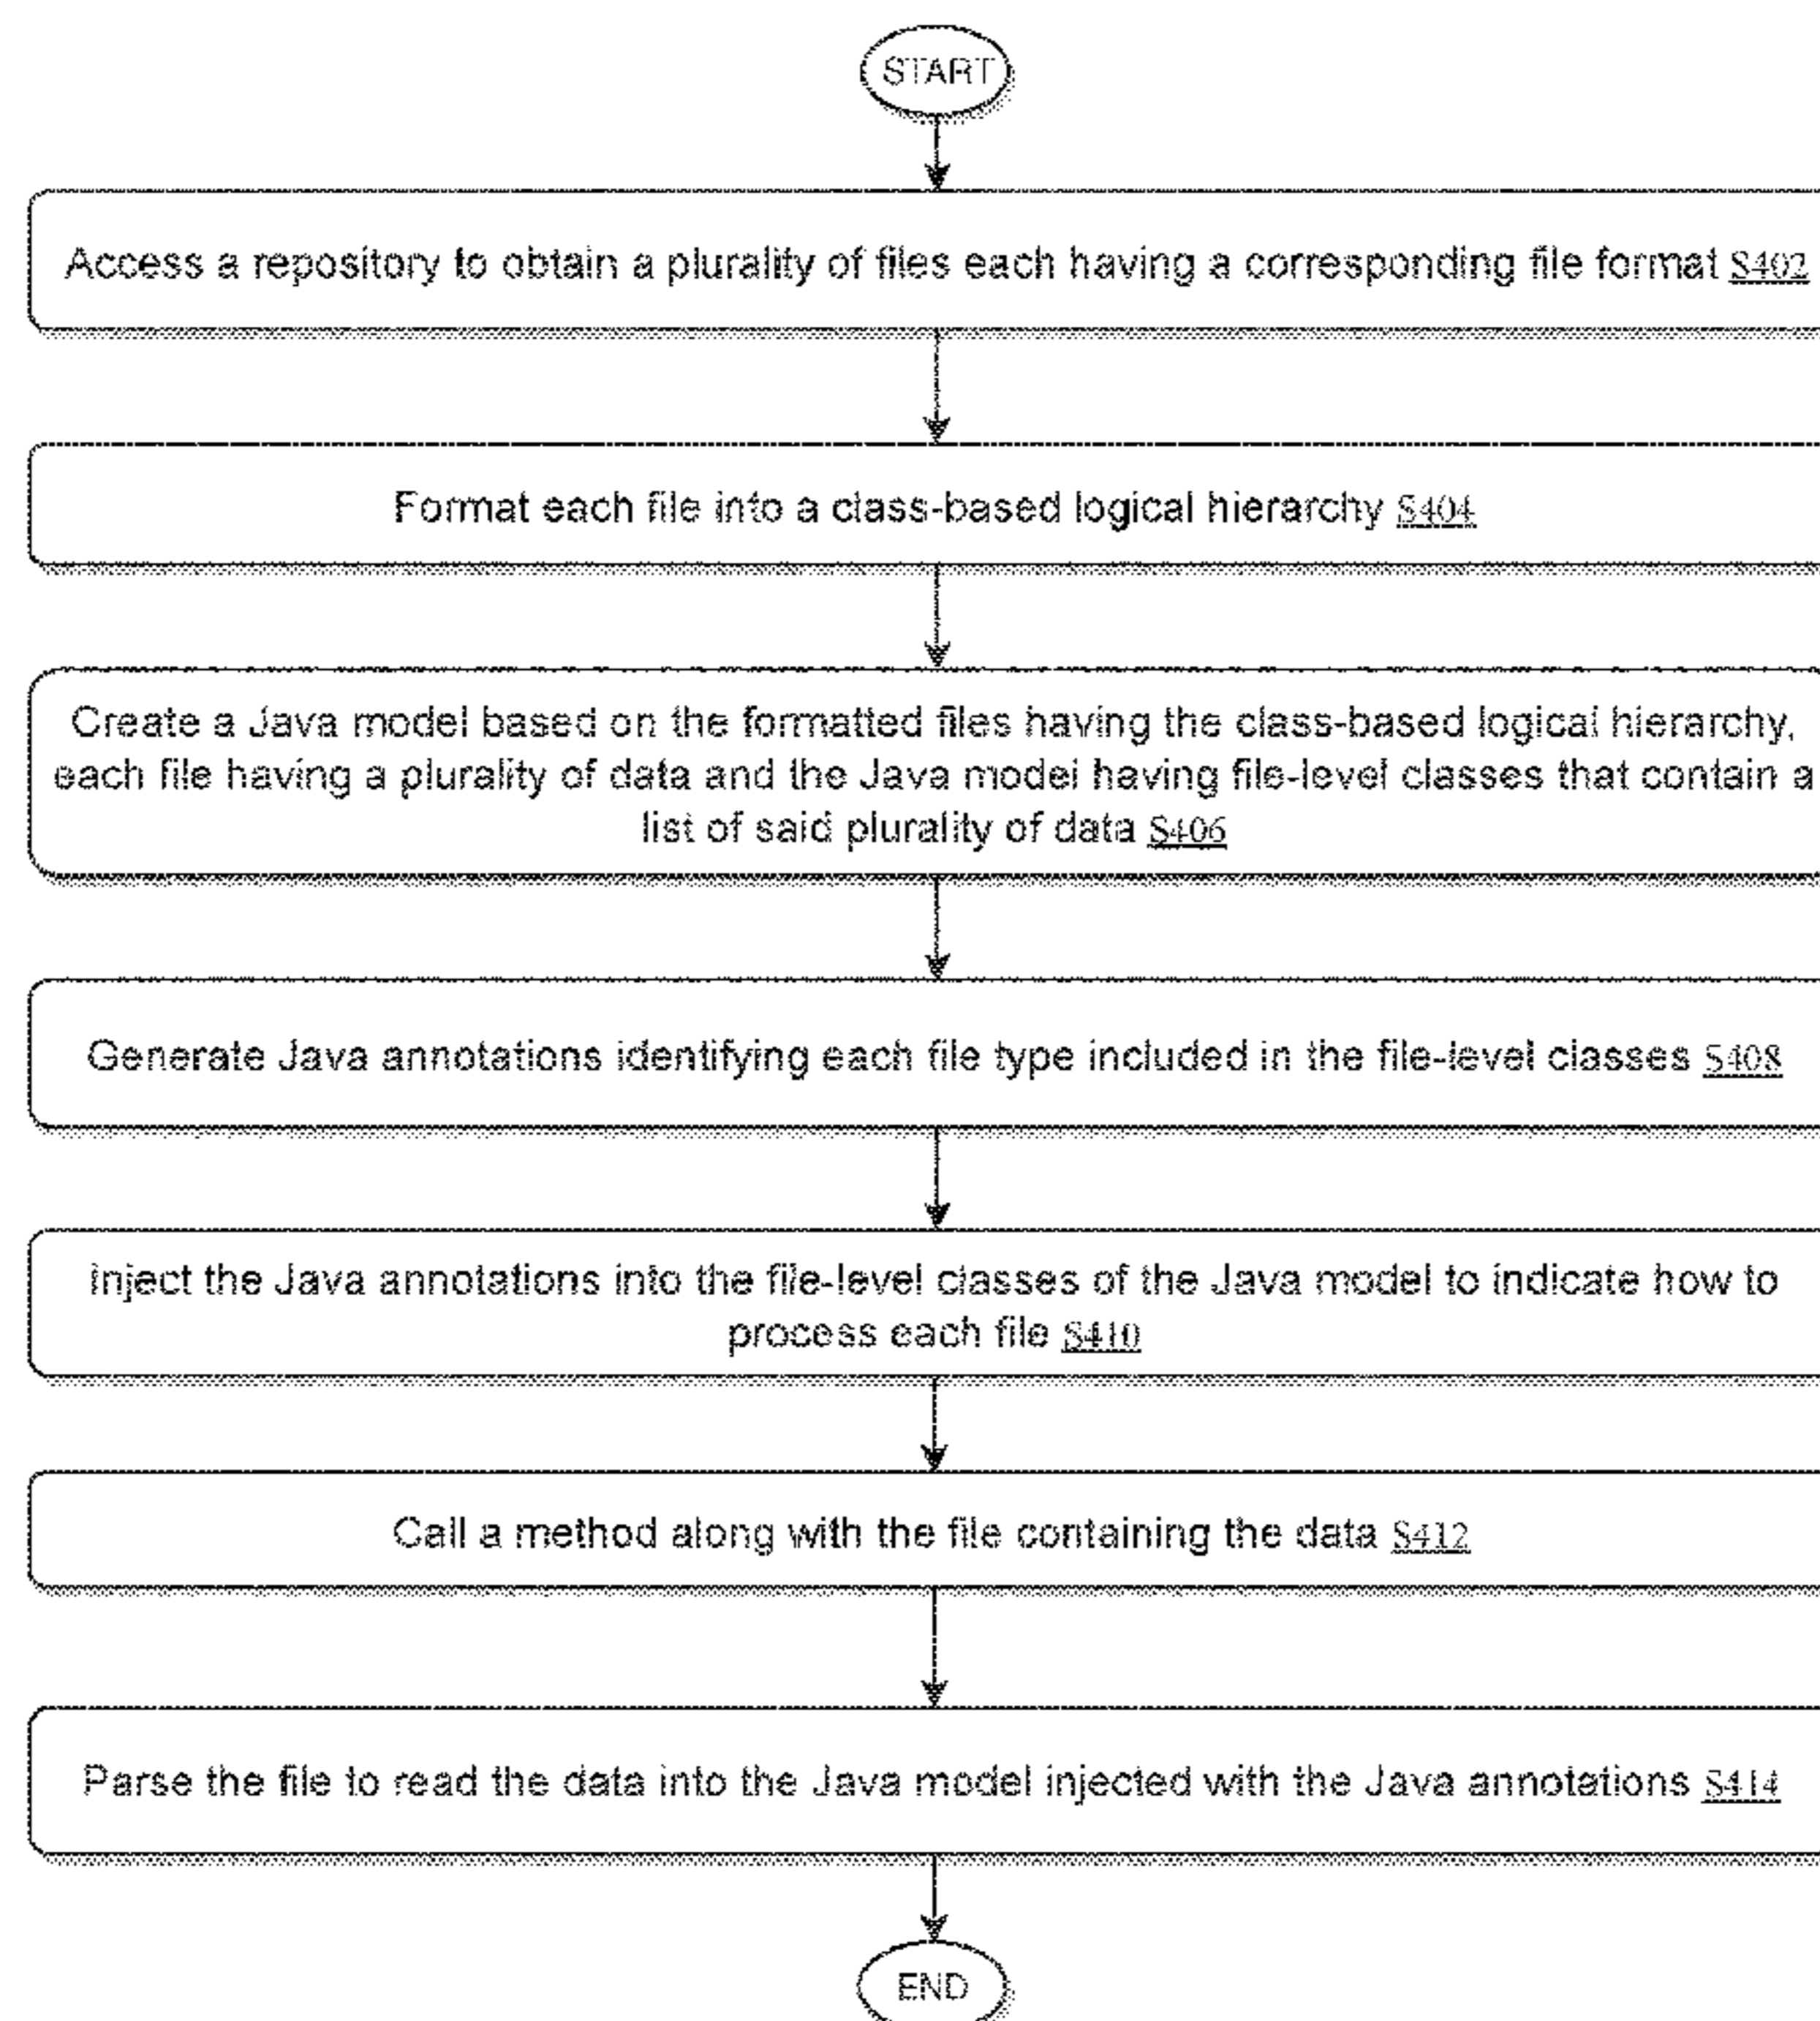 START
Access a repository to obtain a plurality of files each having a corresponding file format S402
Format each file into a class-based logical hierarchy S404
Create a Java model based on the formatted files having the class-based logical hierarchy,
each file having a plurality of data and the Java model having file-level classes that contain a
list of said plurality of data S406
Generate Java annotations identifying each file type included in the file-level classes S408
Inject the Java annotations into the file-level classes of the Java model to indicate how to
process each file S410
Call a method along with the file containing the data S412
Parse the file to read the data into the Java model injected with the Java annotations S414
END